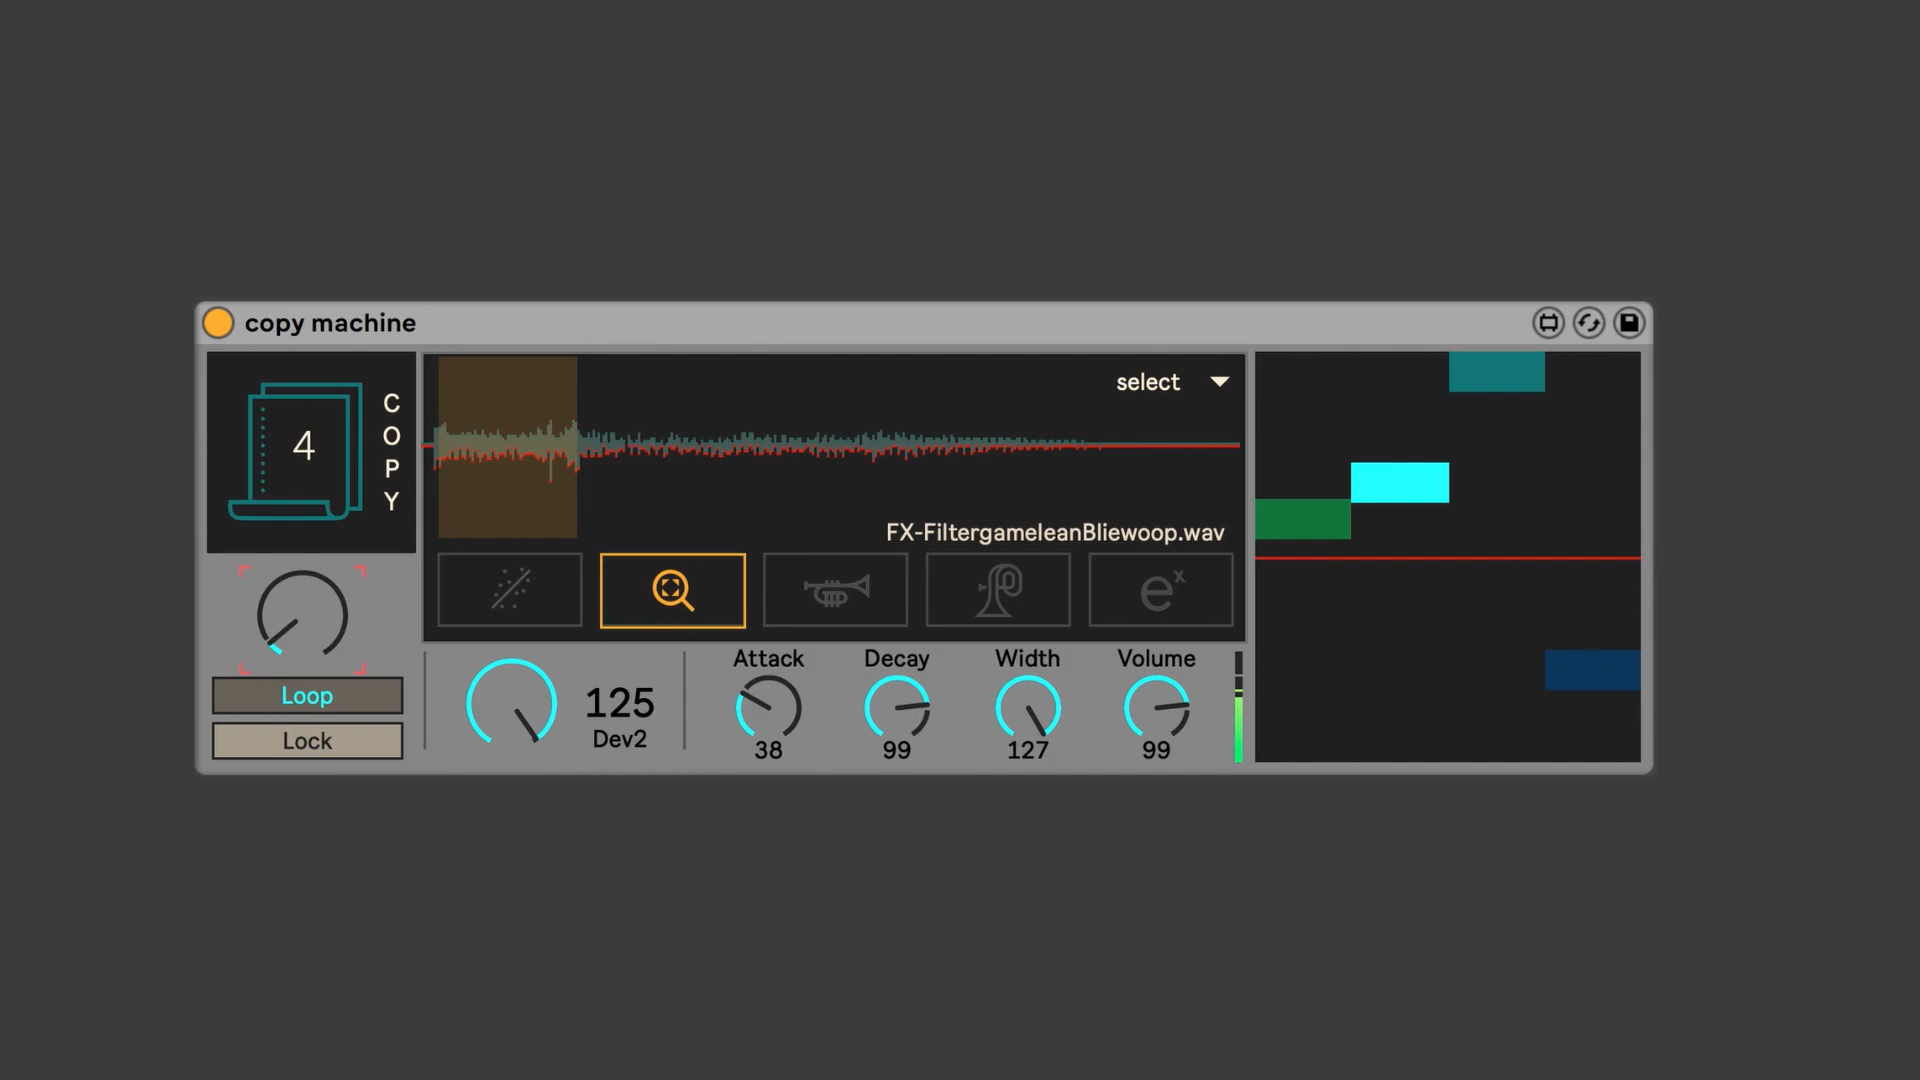 copy machine
4
COPY
select
FX-FiltergameleanBliewoop.wav
e^x
Loop
Lock
125
Dev2
Attack
38
Decay
99
Width
127
Volume
99